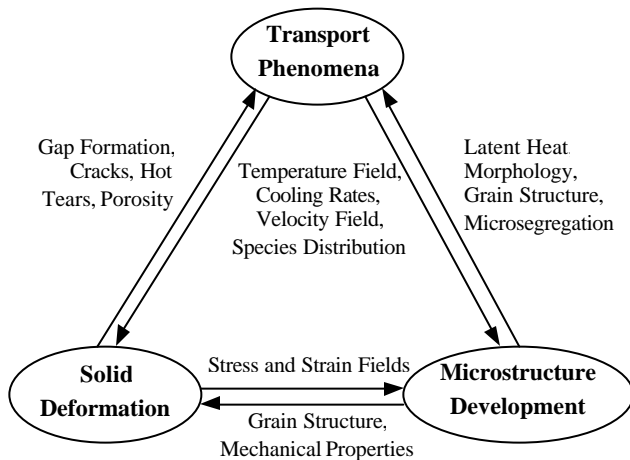 Transport
Phenomena
Gap Formation,
Cracks, Hot
Tears, Porosity
Temperature Field,
Cooling Rates,
Velocity Field,
Species Distribution
Latent Heat
Morphology,
Grain Structure,
Microsegregation
Solid
Deformation
Stress and Strain Fields
Grain Structure,
Mechanical Properties
Microstructure
Development